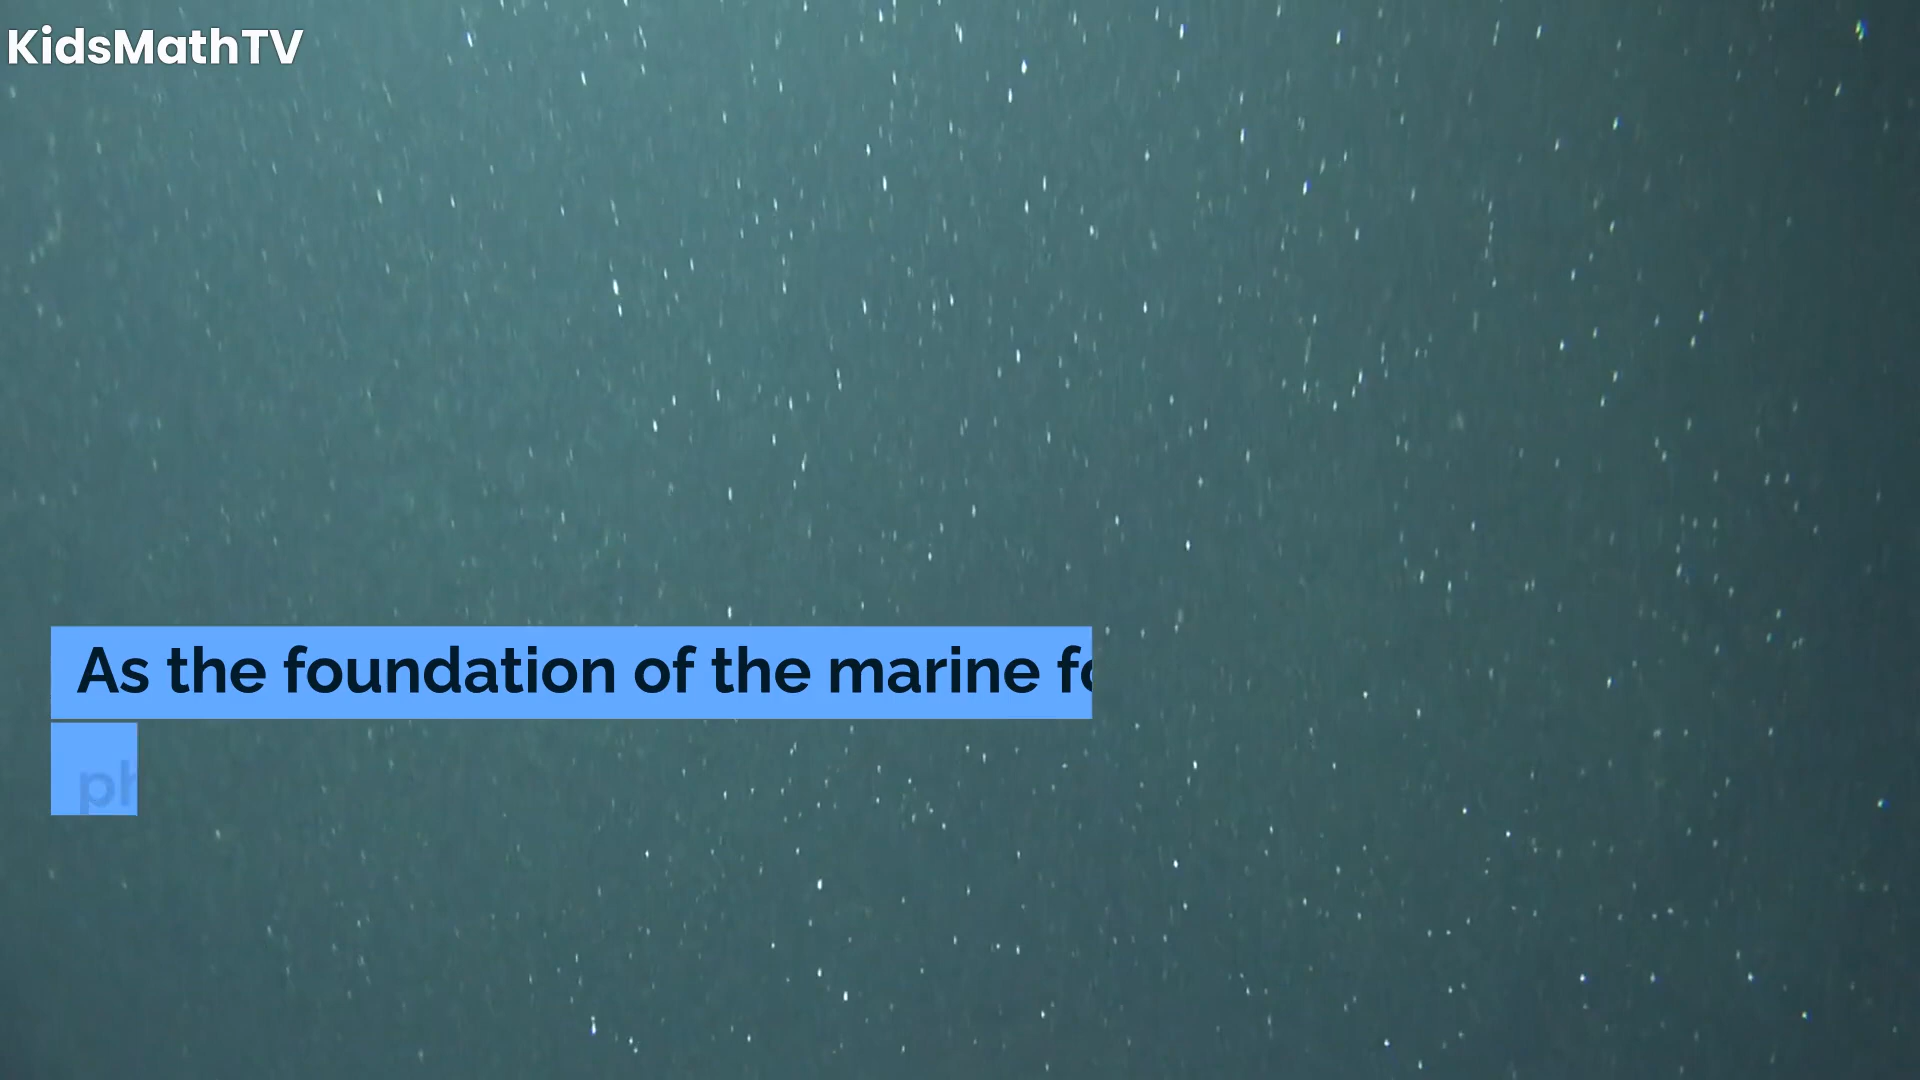 KidsMathTV
As the foundation of the marine